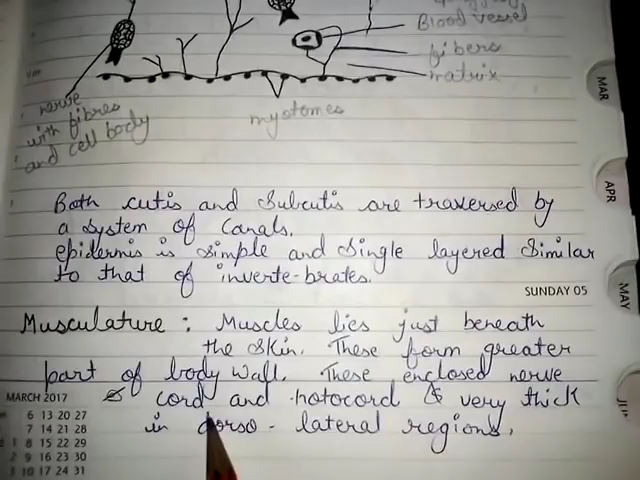 Blood vessel
fibers
matrix
nerve
with fibres
and cell body
myotomes
MAR
APR
MAY
Both cutis and Subcutis are traversed by
a system of Canals.
epidermis is simple and single layered similar
to that of inverte-brates.
SUNDAY 05
Musculature : Muscles lies just beneath
the skin. These form greater
part of body wall. These enclosed nerve
cord and notocord & very thick
in dorso - lateral regions.
MARCH 2017
6 13 20 27
7 14 21 28
1 8 15 22 29
2 9 16 23 30
3 10 17 24 31